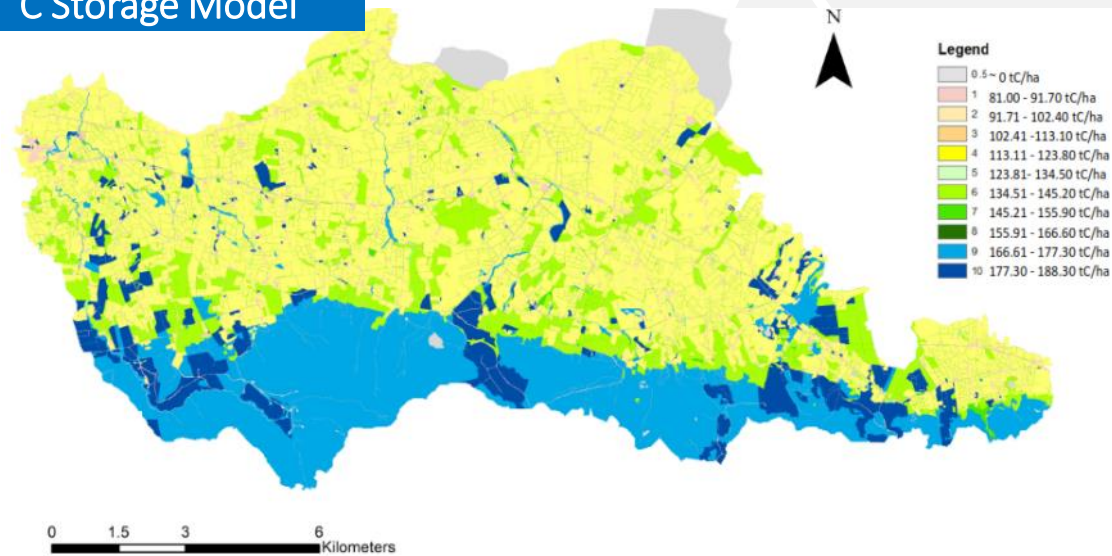 C Storage Model
N
Legend
0.5~ 0 tC/ha
1 81.00 - 91.70 tC/ha
2 91.71 - 102.40 tC/ha
3 102.41 -113.10 tC/ha
4 113.11 - 123.80 tC/ha
5 123.81- 134.50 tC/ha
6 134.51 - 145.20 tC/ha
7 145.21 - 155.90 tC/ha
8 155.91 - 166.60 tC/ha
9 166.61 - 177.30 tC/ha
10 177.30 - 188.30 tC/ha
0 1.5 3 6
Kilometers